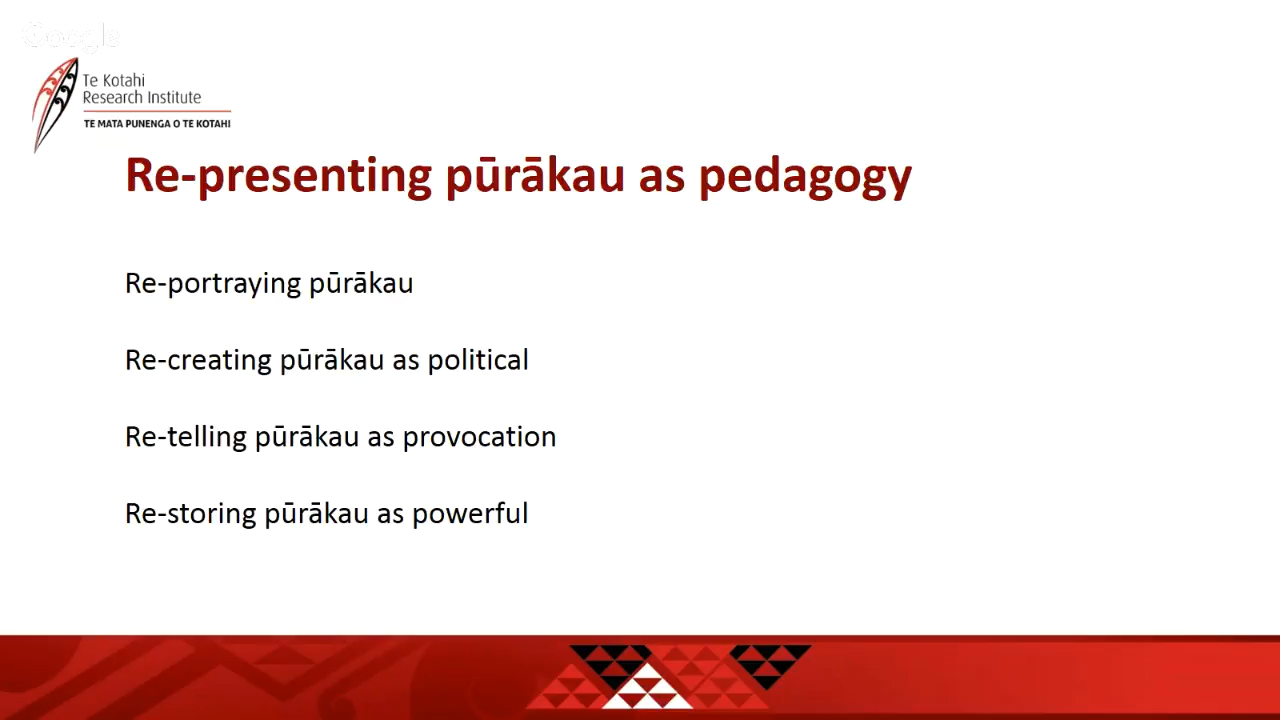 Google
Te Kotahi
Research Institute
TE MATA PUNENGA O TE KOTAHI
Re-presenting pūrākau as pedagogy
Re-portraying pūrākau
Re-creating pūrākau as political
Re-telling pūrākau as provocation
Re-storing pūrākau as powerful